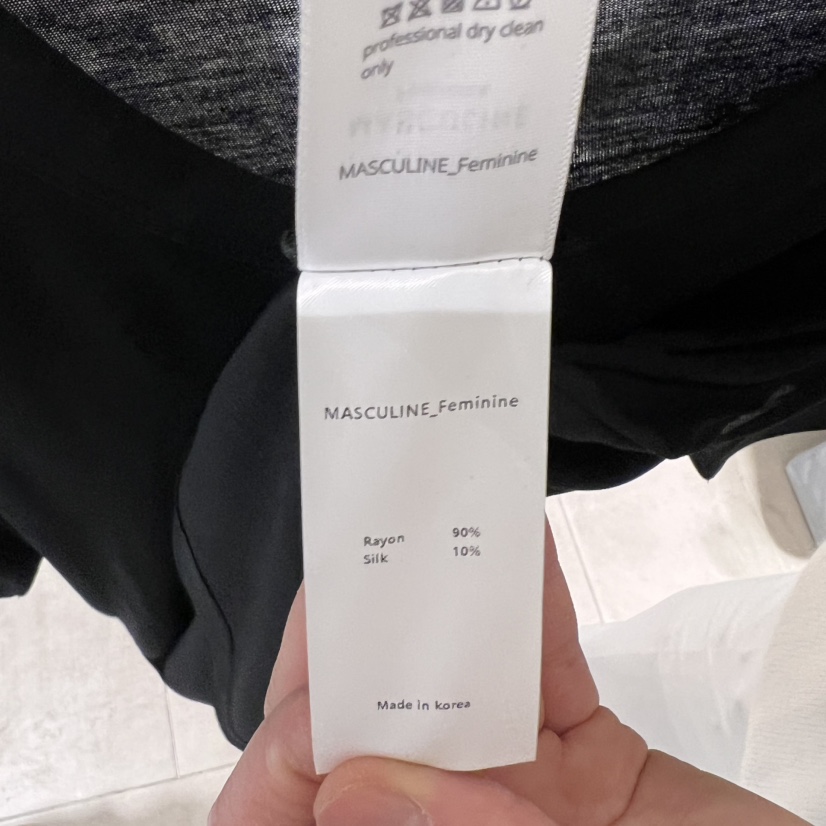 professional dry clean
only
MASCULINE_Feminine
MASCULINE_Feminine
Rayon 90%
Silk 10%
Made in korea